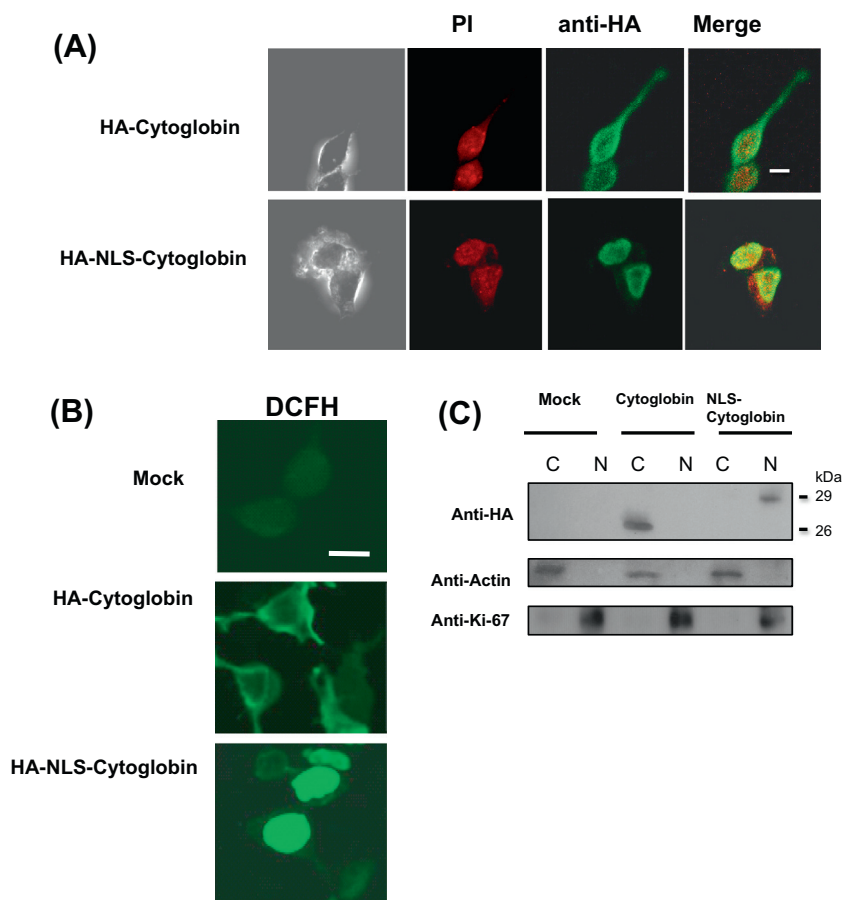 (A)
PI anti-HA Merge
HA-Cytoglobin
HA-NLS-Cytoglobin
(B)
DCFH
Mock
HA-Cytoglobin
HA-NLS-Cytoglobin
(C)
Mock Cytoglobin NLS-
Cytoglobin
C N C N C N
kDa
Anti-HA
29
26
Anti-Actin
Anti-Ki-67